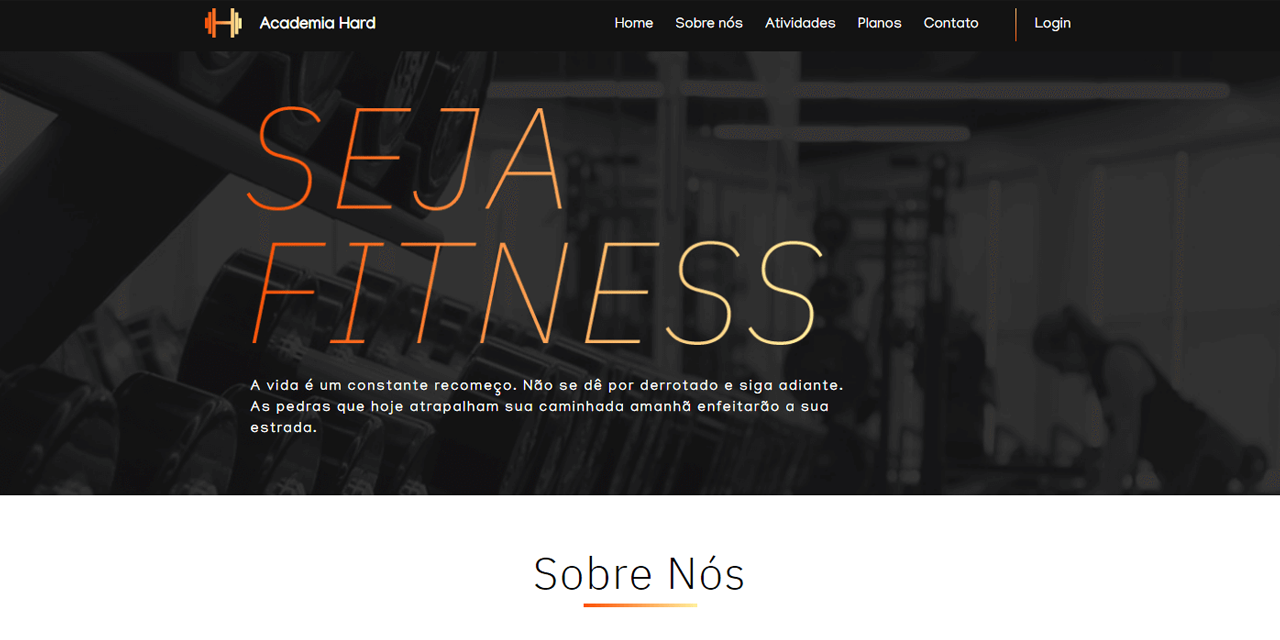 Academia Hard
Home Sobre nós Atividades Planos Contato Login
SEJA
FITNESS
A vida é um constante recomeço. Não se dê por derrotado e siga adiante.
As pedras que hoje atrapalham sua caminhada amanhã enfeitarão a sua
estrada.
Sobre Nós